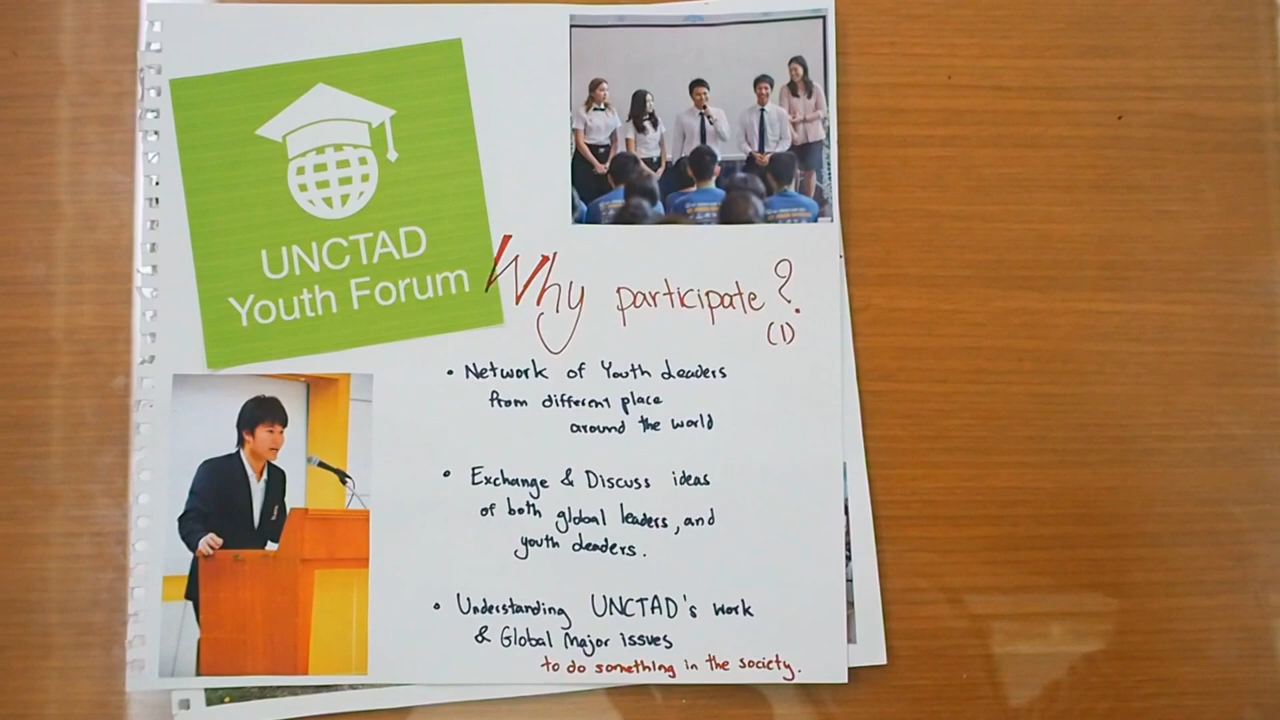 UNCTAD
Youth Forum
Why participate?
(1)
• Network of Youth Leaders
from different place
around the world
• Exchange & Discuss ideas
of both global leaders, and
youth leaders.
• Understanding UNCTAD's work
& Global Major issues
to do something in the society.